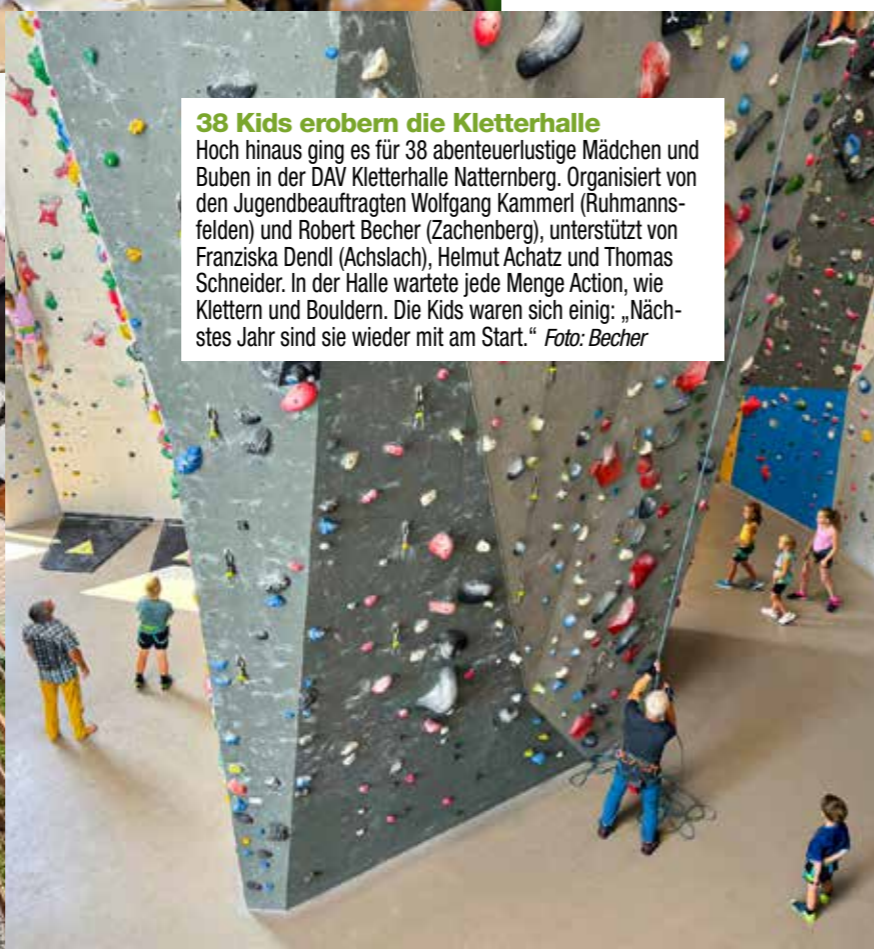 38 Kids erobern die Kletterhalle
Hoch hinaus ging es für 38 abenteuerlustige Mädchen und
Buben in der DAV Kletterhalle Natternberg. Organisiert von
den Jugendbeauftragten Wolfgang Kammerl (Ruhmanns-
felden) und Robert Becher (Zachenberg), unterstützt von
Franziska Dendl (Achslach), Helmut Achatz und Thomas
Schneider. In der Halle wartete jede Menge Action, wie
Klettern und Bouldern. Die Kids waren sich einig: „Näch-
stes Jahr sind sie wieder mit am Start.“ Foto: Becher